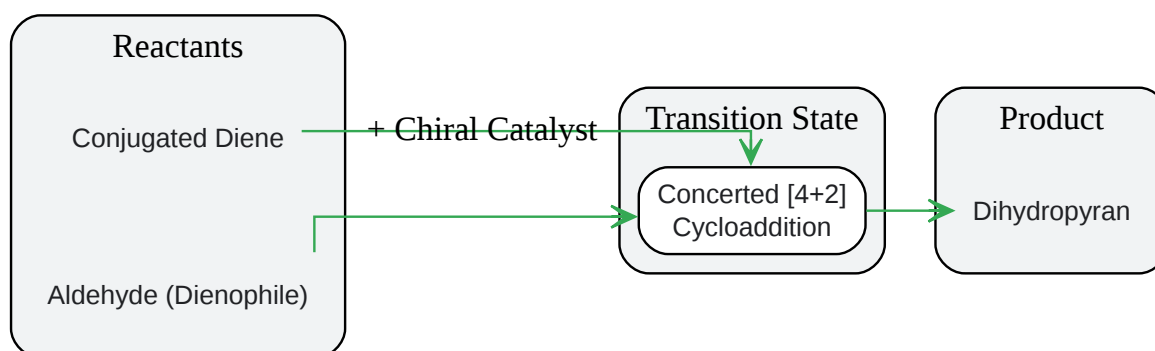 Reactants
Conjugated Diene
Aldehyde (Dienophile)
+ Chiral Catalyst
Transition State
Concerted [4+2]
Cycloaddition
Product
Dihydropyran